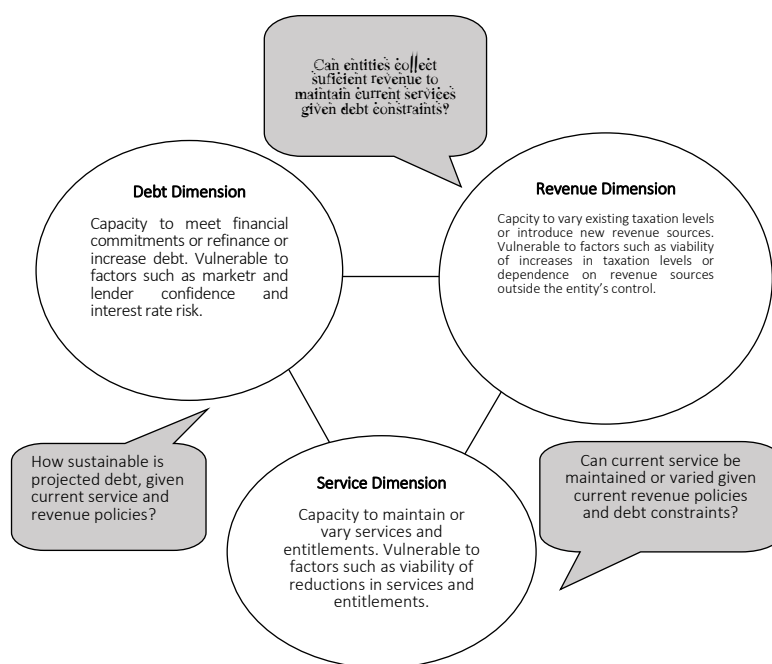 Can entities collect
suficient revenue to
maintain current services
given debt constraints?
Debt Dimension
Capacity to meet financial
commitments or refinance or
increase debt. Vulnerable to
factors such as marketr and
lender confidence and
interest rate risk.
Revenue Dimension
Capcity to vary existing taxation levels
or introduce new revenue sources.
Vulnerable to factors such as viability
of increases in taxation levels or
dependence on revenue sources
outside the entity’s control.
How sustainable is
projected debt, given
current service and
revenue policies?
Service Dimension
Capacity to maintain or
vary services and
entitlements. Vulnerable to
factors such as viability of
reductions in services and
entitlements.
Can current service be
maintained or varied given
current revenue policies
and debt constraints?